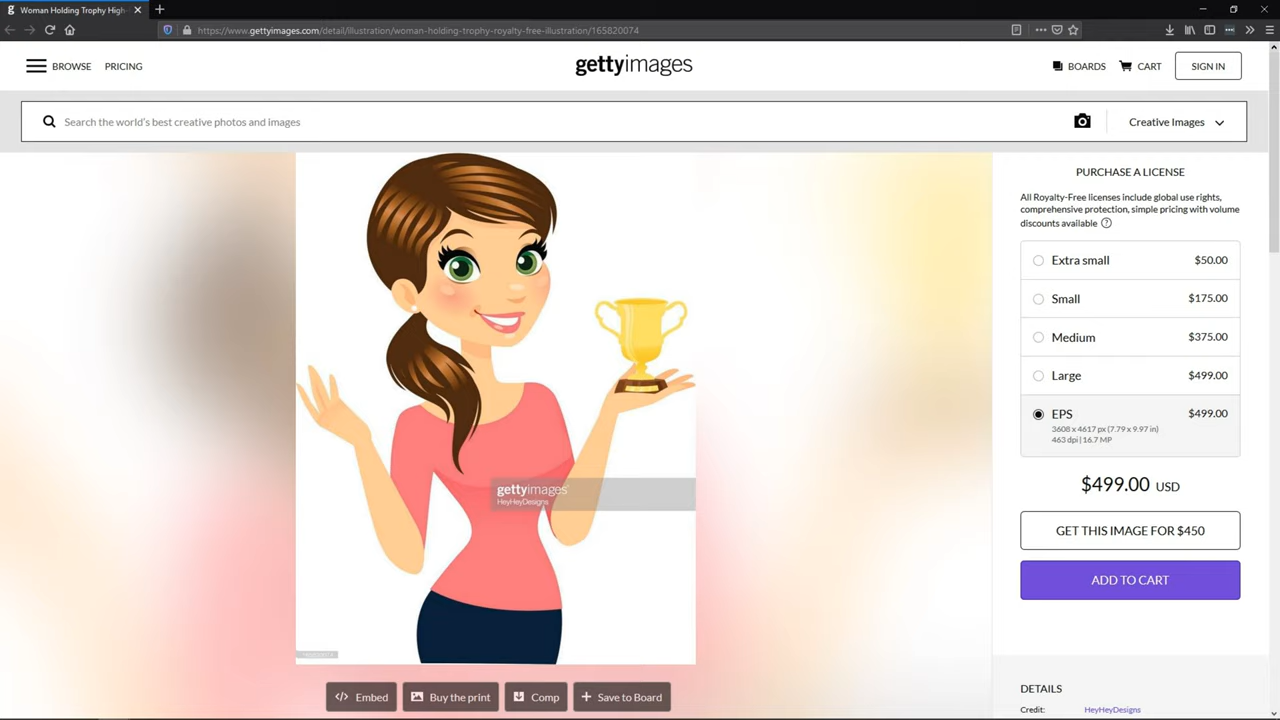 Woman Holding Trophy High
https://www.gettyimages.com/detail/illustration/woman-holding-trophy-royalty-free-illustration/165820074
BROWSE
PRICING
gettyimages
BOARDS
CART
SIGN IN
Search the world's best creative photos and images
Creative Images
PURCHASE A LICENSE
All Royalty-Free licenses include global use rights,
comprehensive protection, simple pricing with volume
discounts available ?
Extra small $50.00
Small $175.00
Medium $375.00
Large $499.00
EPS $499.00
3608 x 4617 px (7.79 x 9.97 in)
463 dpi | 16.7 MP
$499.00 USD
GET THIS IMAGE FOR $450
ADD TO CART
gettyimages
HeyHeyDesigns
Embed
Buy the print
Comp
Save to Board
DETAILS
Credit: HeyHeyDesigns